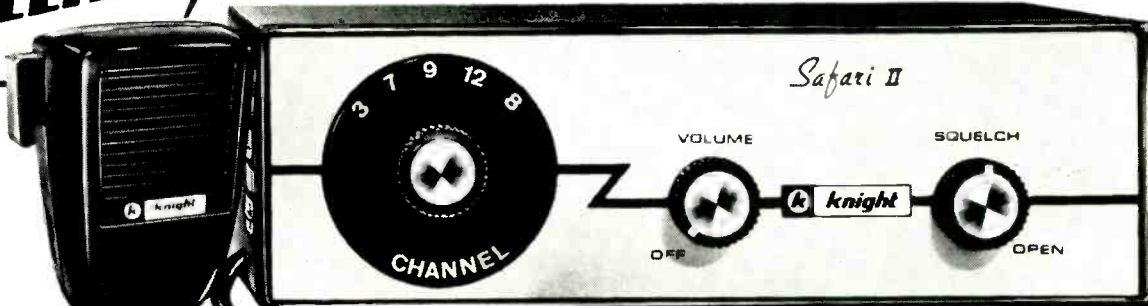 3 7 9 12 8
CHANNEL
Safari II
VOLUME
OFF
k knight
SQUELCH
OPEN
k knight